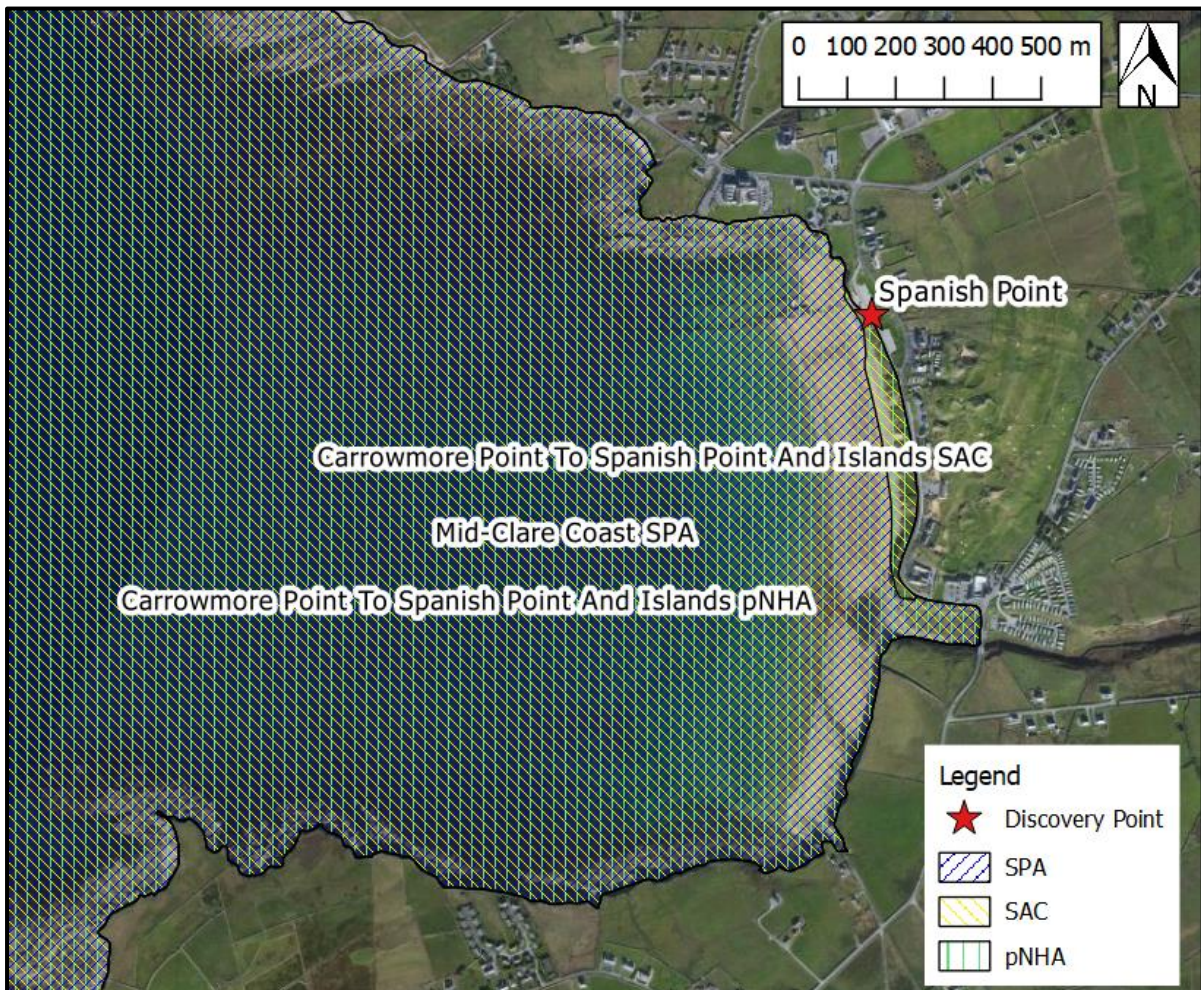 0 100 200 300 400 500 m
N
Spanish Point
Carrowmore Point To Spanish Point And Islands SAC
Mid-Clare Coast SPA
Carrowmore Point To Spanish Point And Islands pNHA
Legend
Discovery Point
SPA
SAC
pNHA